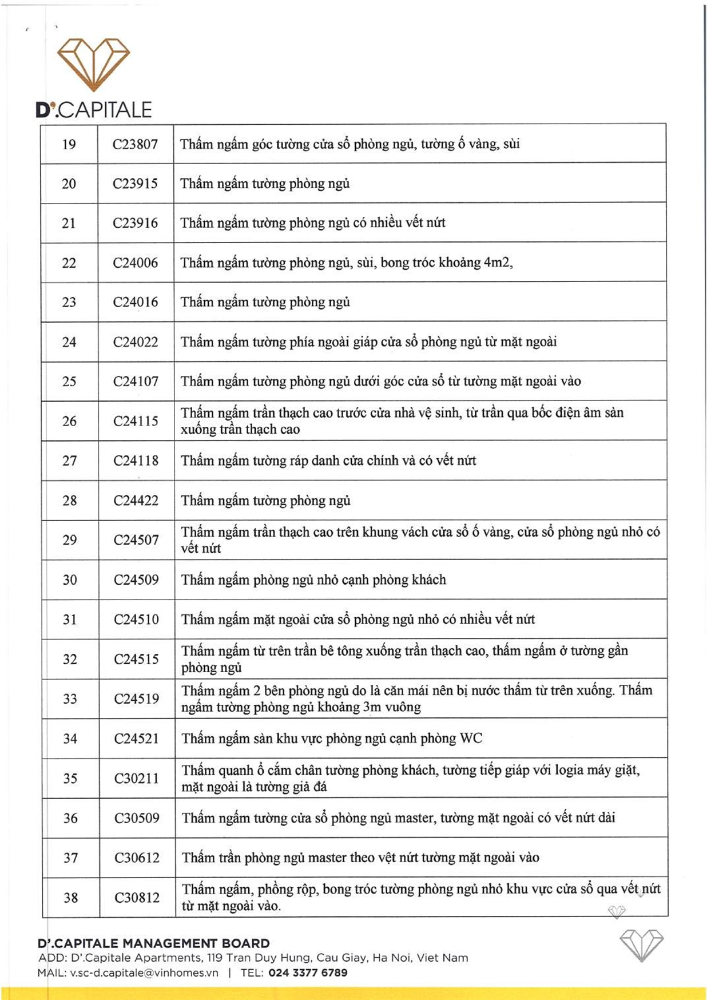 D'.CAPITALE
19 C23807 Thấm ngấm góc tường cửa sổ phòng ngủ, tường ố vàng, sùi
20 C23915 Thấm ngấm tường phòng ngủ
21 C23916 Thấm ngấm tường phòng ngủ có nhiều vết nứt
22 C24006 Thấm ngấm tường phòng ngủ, sùi, bong tróc khoảng 4m2,
23 C24016 Thấm ngấm tường phòng ngủ
24 C24022 Thấm ngấm tường phía ngoài giáp cửa sổ phòng ngủ từ mặt ngoài
25 C24107 Thấm ngấm tường phòng ngủ dưới góc cửa sổ từ tường mặt ngoài vào
26 C24115 Thấm ngấm trần thạch cao trước cửa nhà vệ sinh, từ trần qua bốc điện âm sàn
xuống trần thạch cao
27 C24118 Thấm ngấm tường ráp danh cửa chính và có vết nứt
28 C24422 Thấm ngấm tường phòng ngủ
29 C24507 Thấm ngấm trần thạch cao trên khung vách cửa sổ ố vàng, cửa sổ phòng ngủ nhỏ có
vết nứt
30 C24509 Thấm ngấm phòng ngủ nhỏ cạnh phòng khách
31 C24510 Thấm ngấm mặt ngoài cửa sổ phòng ngủ nhỏ có nhiều vết nứt
32 C24515 Thấm ngấm từ trên trần bê tông xuống trần thạch cao, thấm ngấm ở tường gần
phòng ngủ
33 C24519 Thấm ngấm 2 bên phòng ngủ do là căn mái nên bị nước thấm từ trên xuống. Thấm
ngấm tường phòng ngủ khoảng 3m vuông
34 C24521 Thấm ngấm sàn khu vực phòng ngủ cạnh phòng WC
35 C30211 Thấm quanh ổ cắm chân tường phòng khách, tường tiếp giáp với logia máy giặt,
mặt ngoài là tường giả đá
36 C30509 Thấm ngấm tường cửa sổ phòng ngủ master, tường mặt ngoài có vết nứt dài
37 C30612 Thấm trần phòng ngủ master theo vệt nứt tường mặt ngoài vào
38 C30812 Thấm ngấm, phồng rộp, bong tróc tường phòng ngủ nhỏ khu vực cửa sổ qua vết nứt
từ mặt ngoài vào.
D'.CAPITALE MANAGEMENT BOARD
ADD: D'.Capitale Apartments, 119 Tran Duy Hung, Cau Giay, Ha Noi, Viet Nam
MAIL: v.sc-d.capitale@vinhomes.vn | TEL: 024 3377 6789